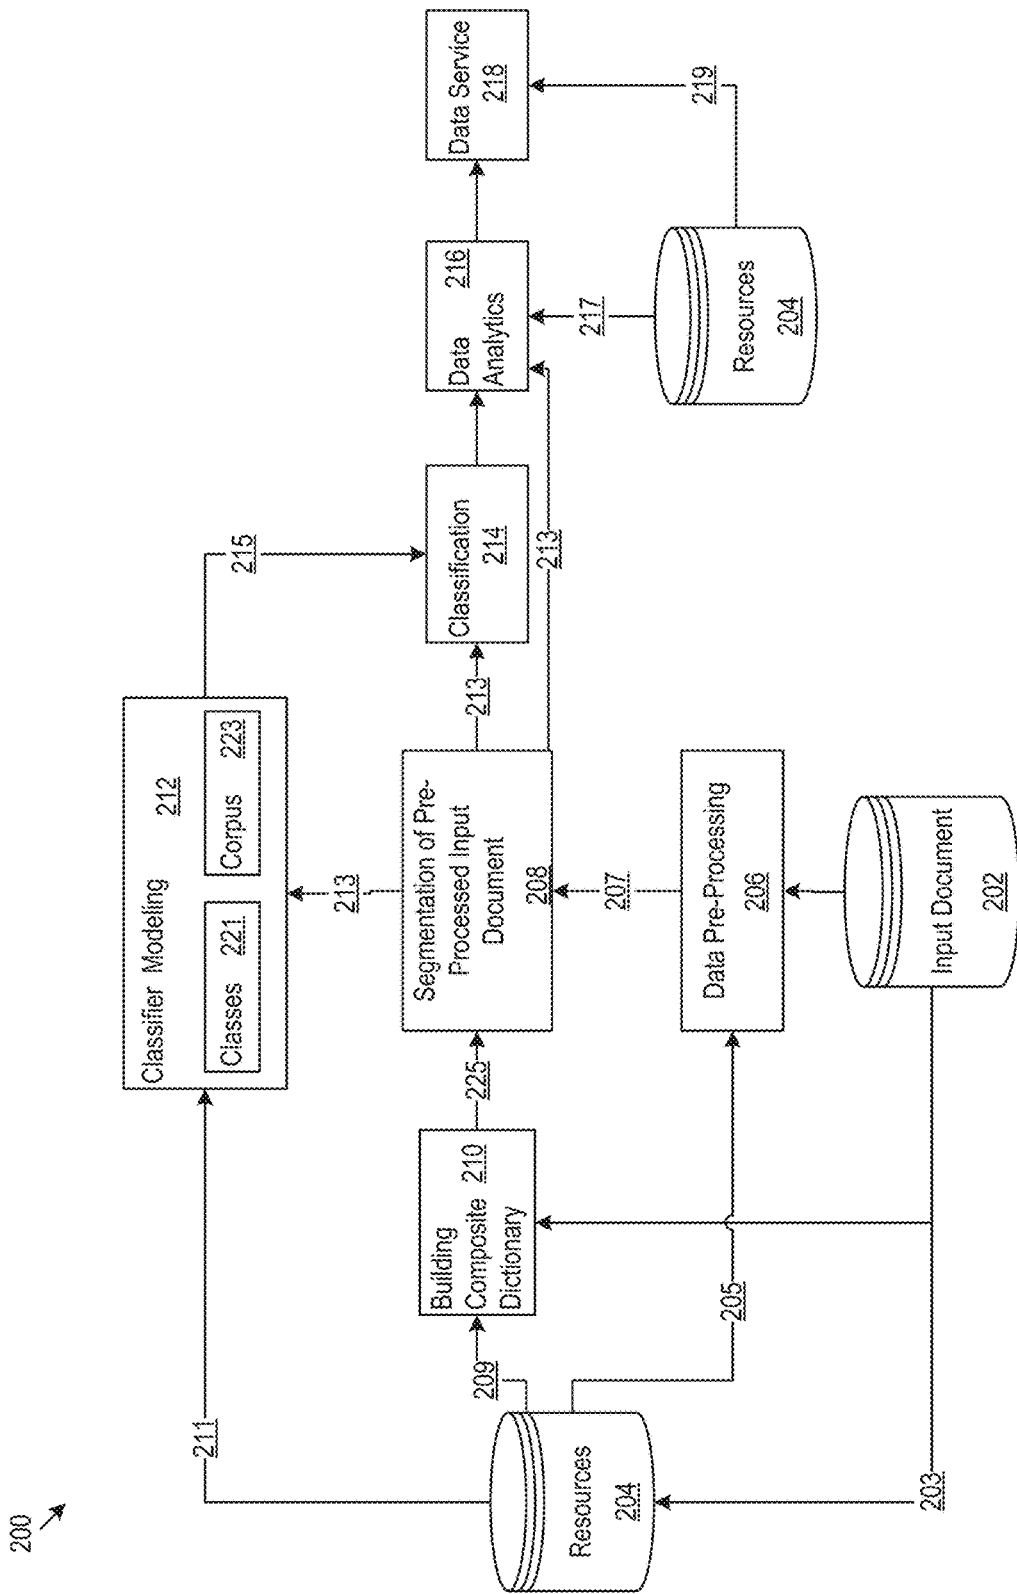 200
211
Classifier Modeling
212
Classes 221
Corpus 223
215
Resources
204
209
Building
Composite 210
Dictionary
225
213
Segmentation of Pre-
Processed Input
Document
208
213
Classification
214
213
Data 216
Analytics
Data Service
218
205
207
Data Pre-Processing
206
217
219
Resources
204
203
Input Document
202